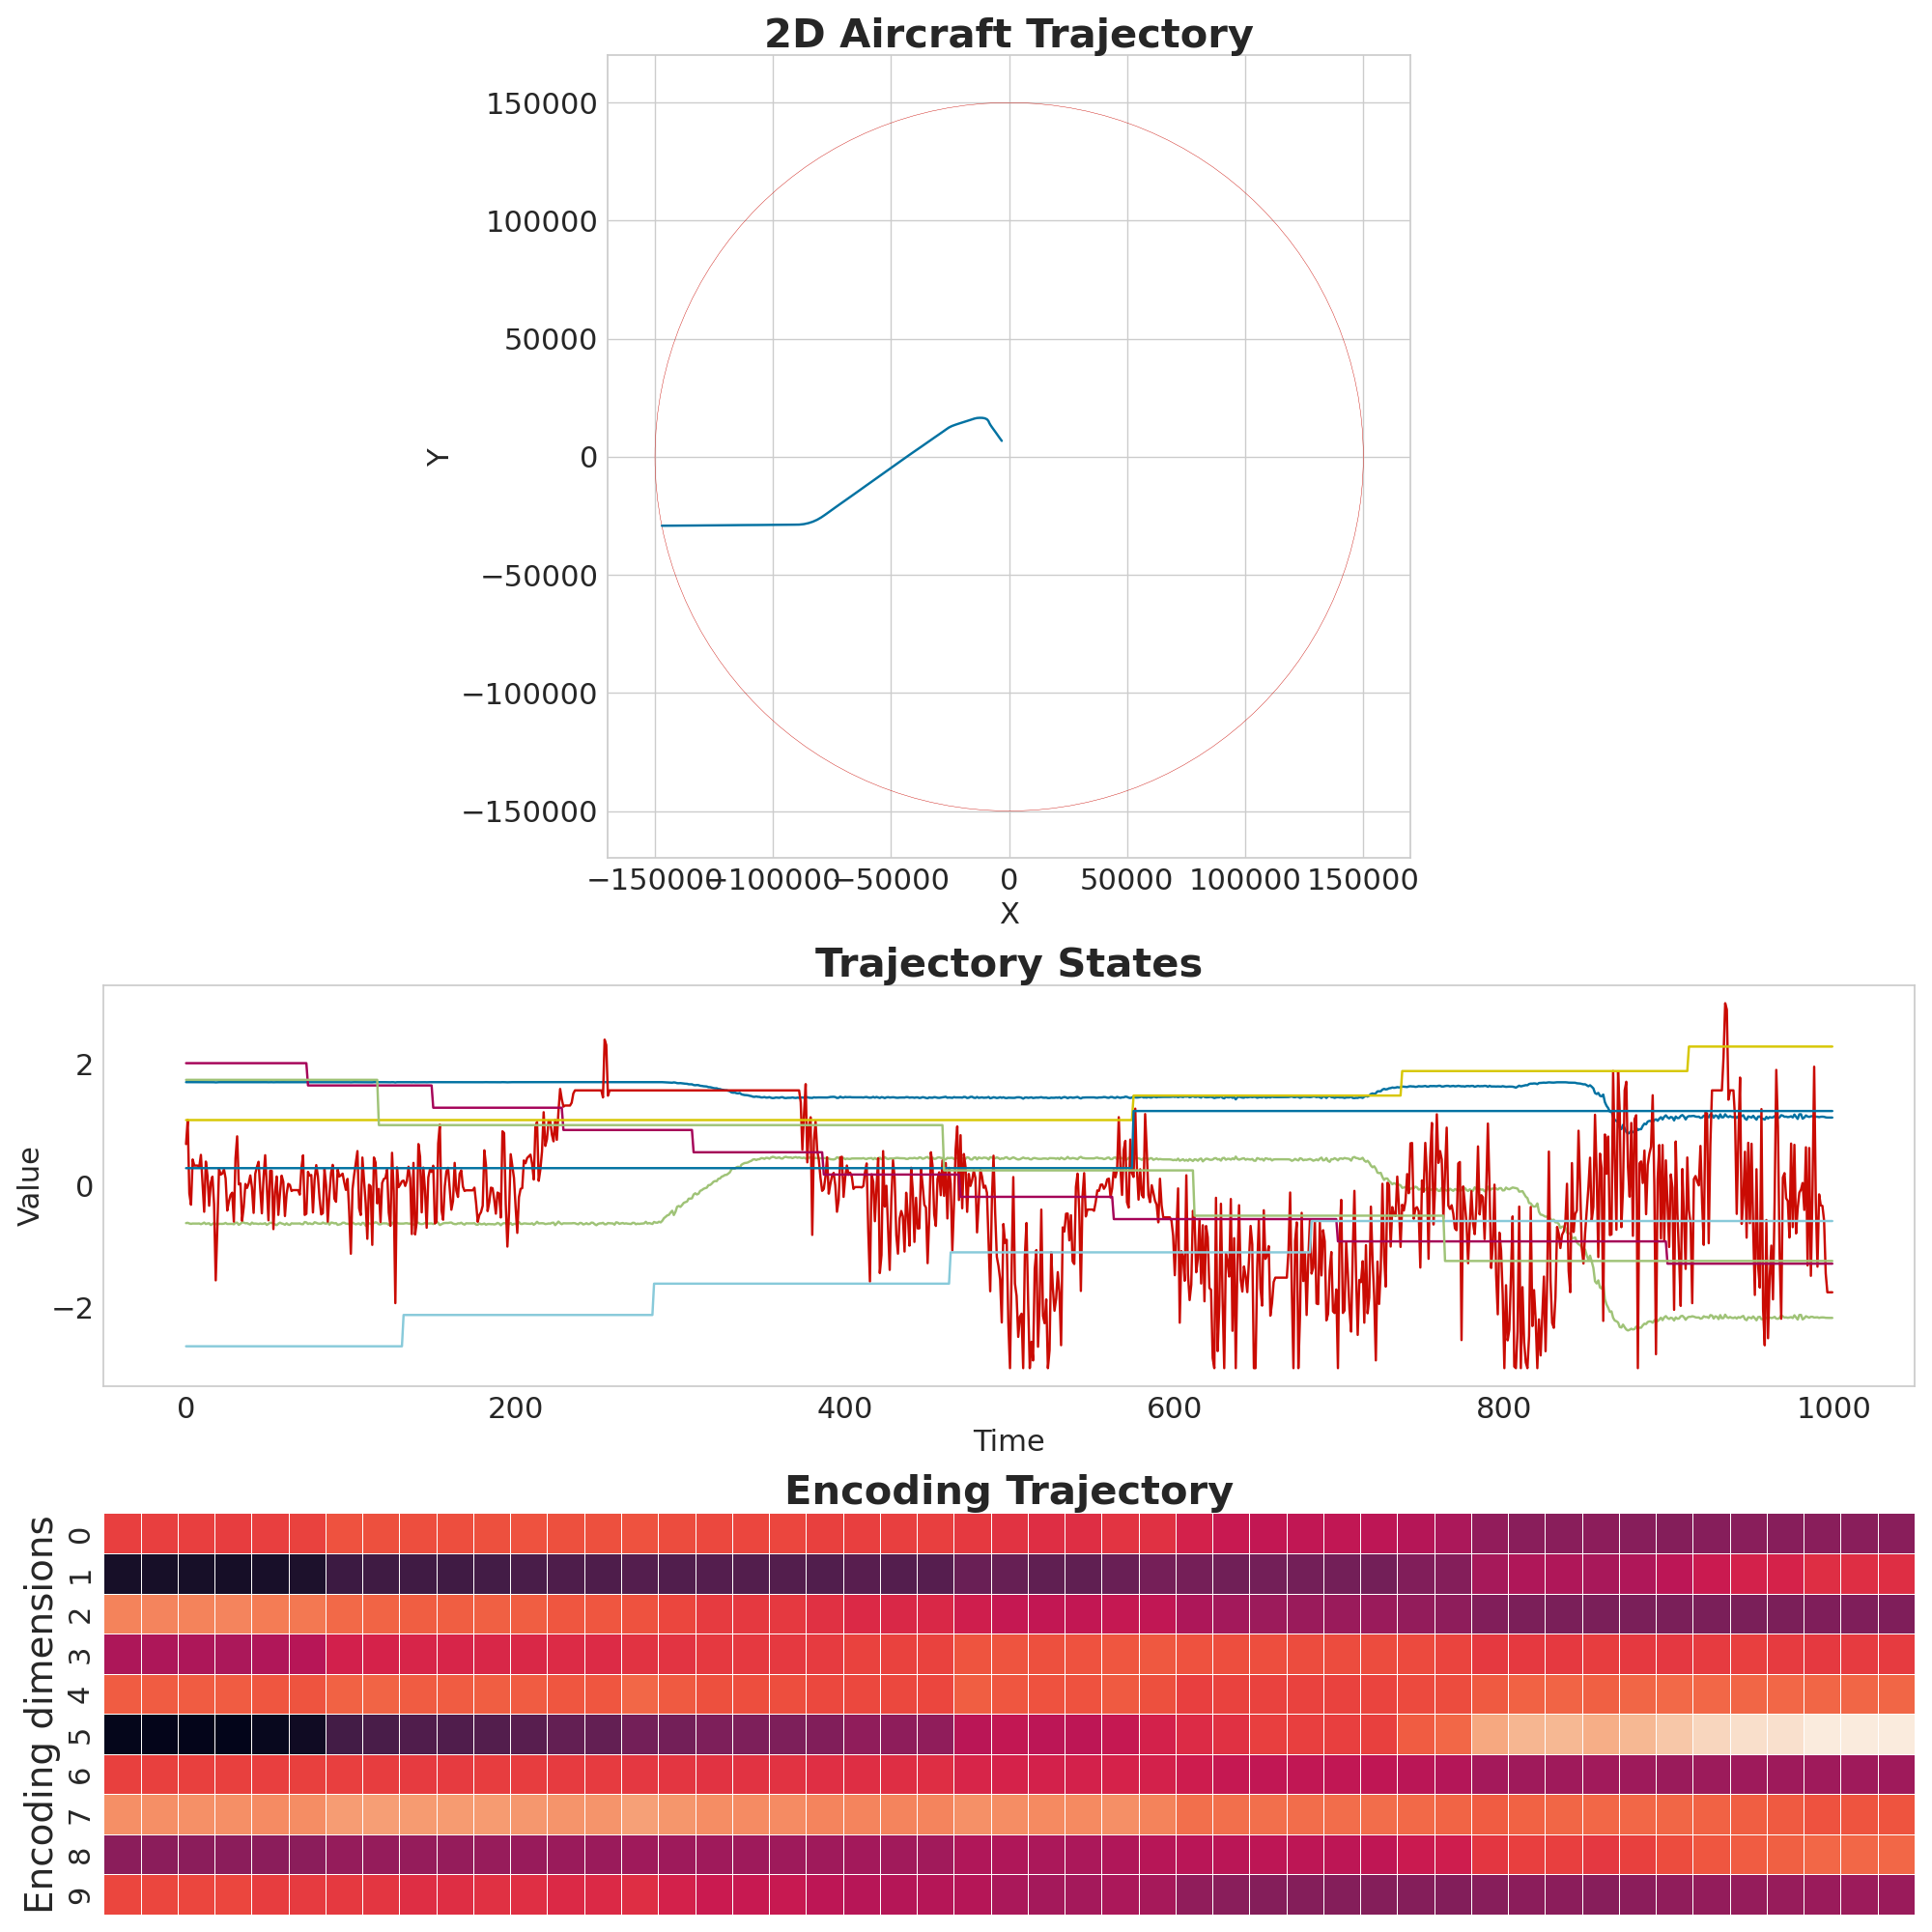 2D Aircraft Trajectory
150000
100000
50000
0
−50000
−100000
−150000
Y
−150000 −100000 −50000 0 50000 100000 150000
X
Trajectory States
2
0
−2
Value
0 200 400 600 800 1000
Time
Encoding Trajectory
Encoding dimensions
0
1
2
3
4
5
6
7
8
9